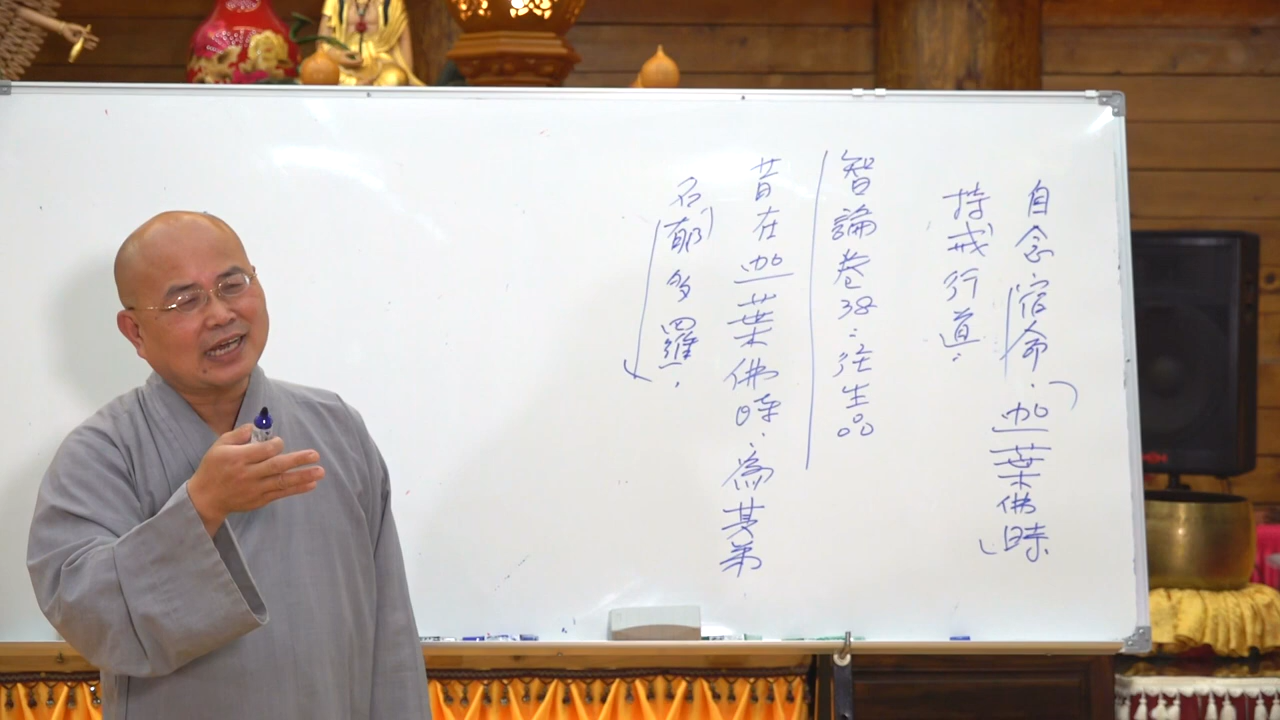 自念宿命.迦葉佛時
持戒行道.
智論卷38:往生品
昔在迦葉佛時.為其弟
名郁多羅.